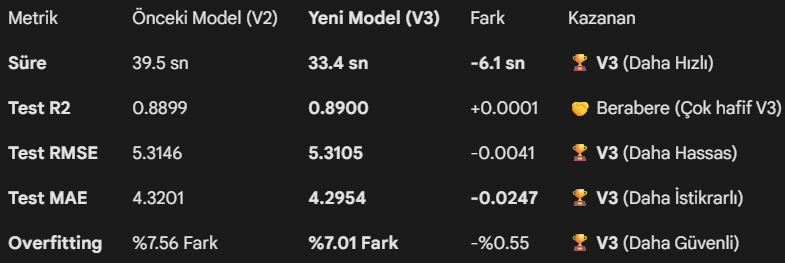 Metrik Önceki Model (V2) Yeni Model (V3) Fark Kazanan
Süre 39.5 sn 33.4 sn -6.1 sn 🏆 V3 (Daha Hızlı)
Test R2 0.8899 0.8900 +0.0001 🤝 Berabere (Çok hafif V3)
Test RMSE 5.3146 5.3105 -0.0041 🏆 V3 (Daha Hassas)
Test MAE 4.3201 4.2954 -0.0247 🏆 V3 (Daha İstikrarlı)
Overfitting %7.56 Fark %7.01 Fark -%0.55 🏆 V3 (Daha Güvenli)